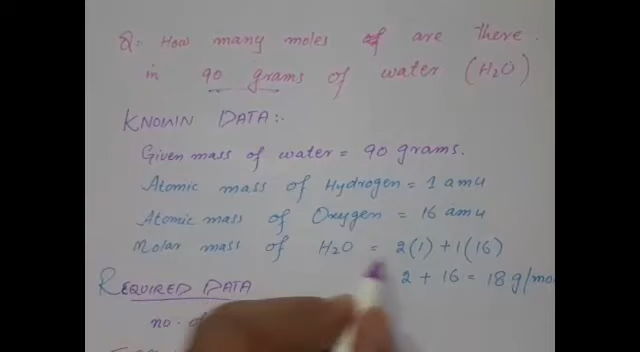 Q:- How many moles of are there
in 90 grams of water (H2O)
KNOWN DATA:-
Given mass of water = 90 grams.
Atomic mass of Hydrogen = 1 amu
Atomic mass of Oxygen = 16 amu
Molar mass of H2O = 2(1) + 1(16)
2 + 16 = 18 g/mo
REQUIRED DATA
no. of